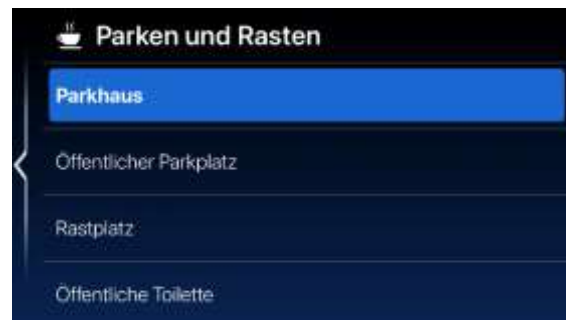 Parken und Rasten
Parkhaus
Öffentlicher Parkplatz
Rastplatz
Öffentliche Toilette